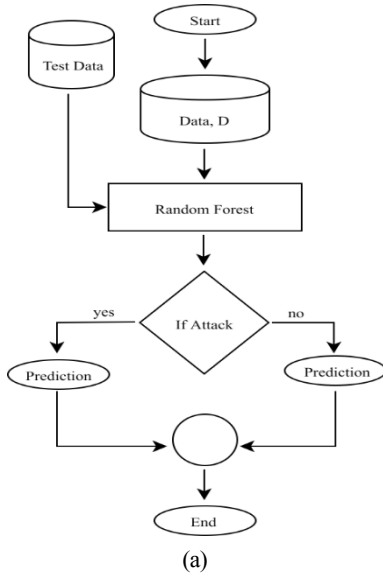 Start
Test Data
Data, D
Random Forest
If Attack
yes
no
Prediction
Prediction
End
(a)